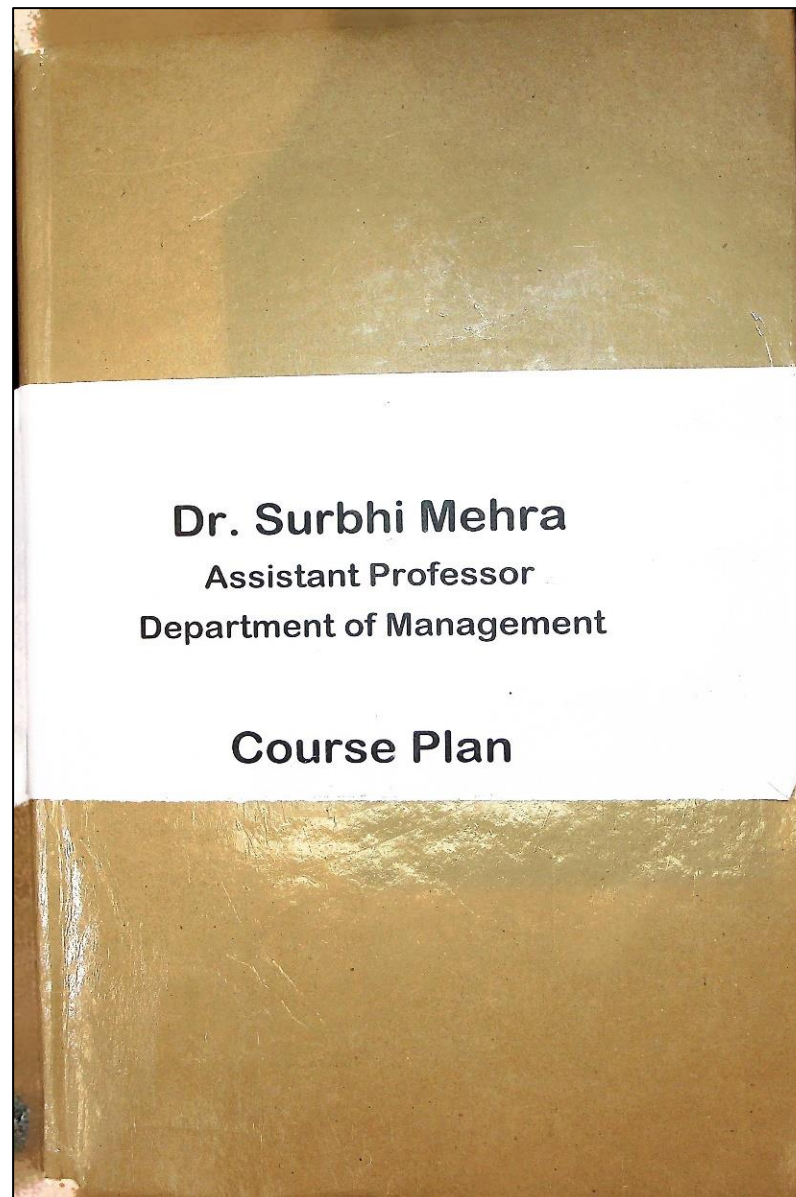 Dr. Surbhi Mehra
Assistant Professor
Department of Management
Course Plan